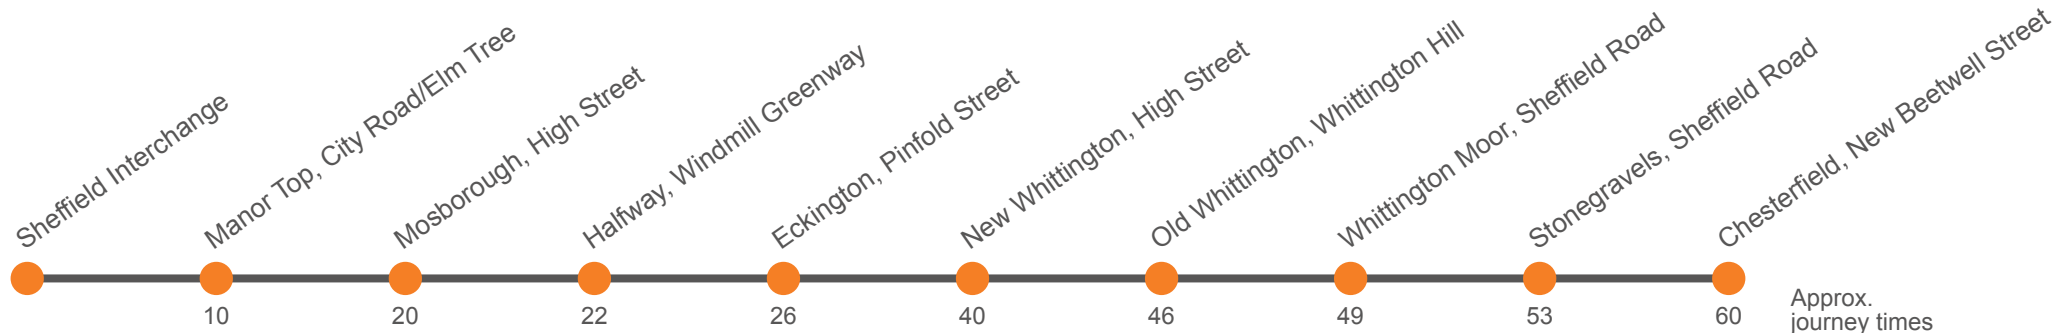 Sheffield Interchange
Manor Top, City Road/Elm Tree
Mosborough, High Street
Halfway, Windmill Greenway
Eckington, Pinfold Street
New Whittington, High Street
Old Whittington, Whittington Hill
Whittington Moor, Sheffield Road
Stonegravels, Sheffield Road
Chesterfield, New Beetwell Street
10
20
22
26
40
46
49
53
60
Approx.
journey times